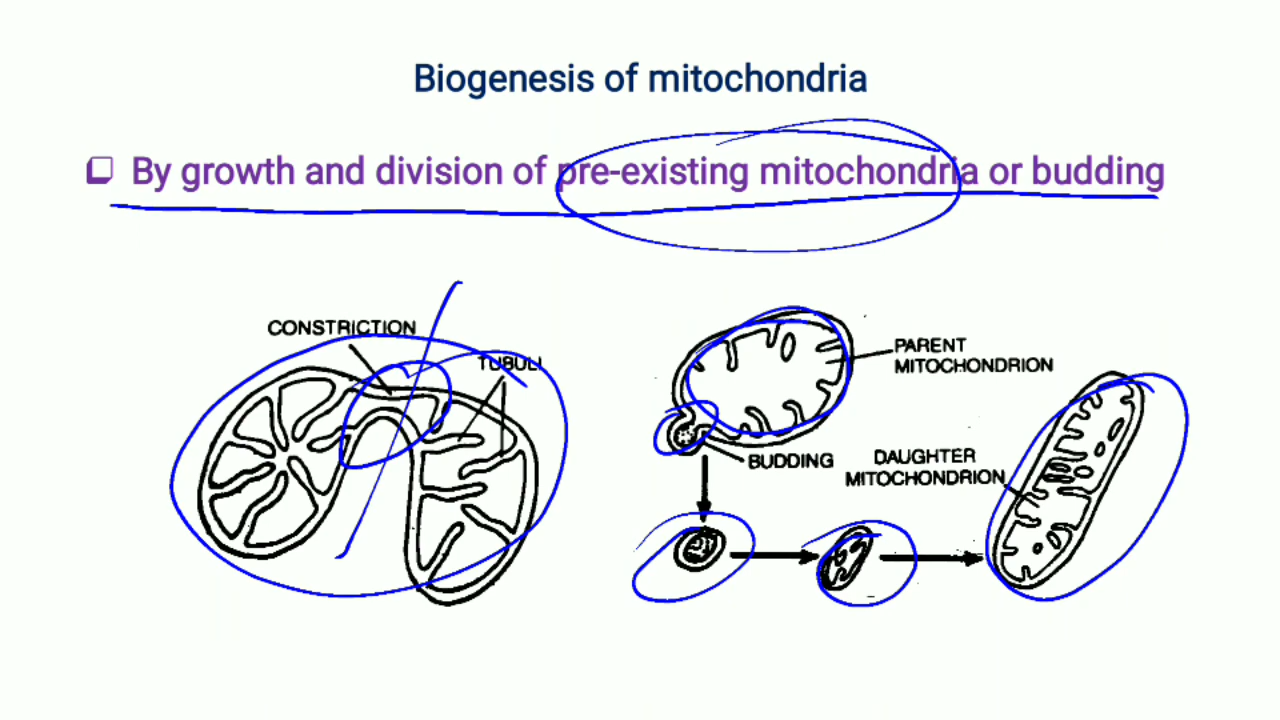 Biogenesis of mitochondria
❑ By growth and division of pre-existing mitochondria or budding
CONSTRICTION
TUBULI
PARENT
MITOCHONDRION
BUDDING
DAUGHTER
MITOCHONDRION